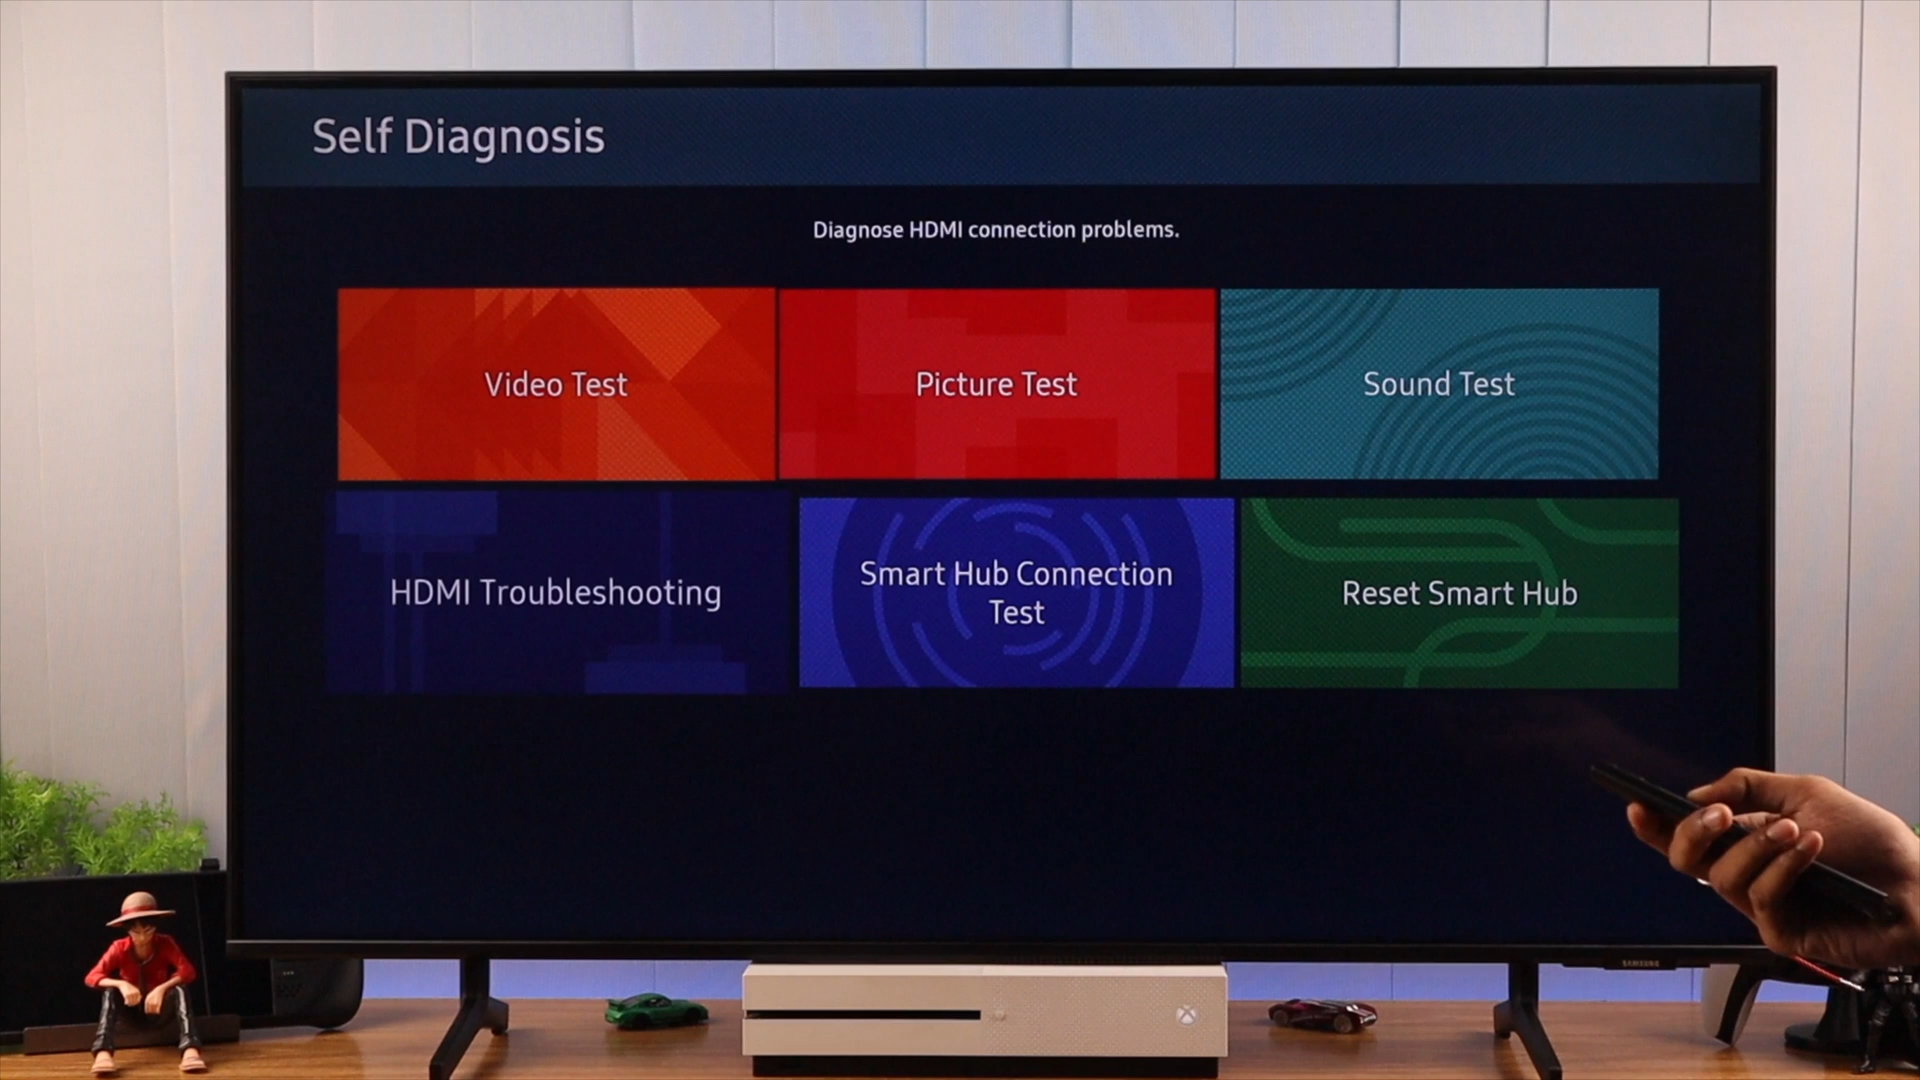 Self Diagnosis
Diagnose HDMI connection problems.
Video Test
Picture Test
Sound Test
HDMI Troubleshooting
Smart Hub Connection
Test
Reset Smart Hub
SAMSUNG